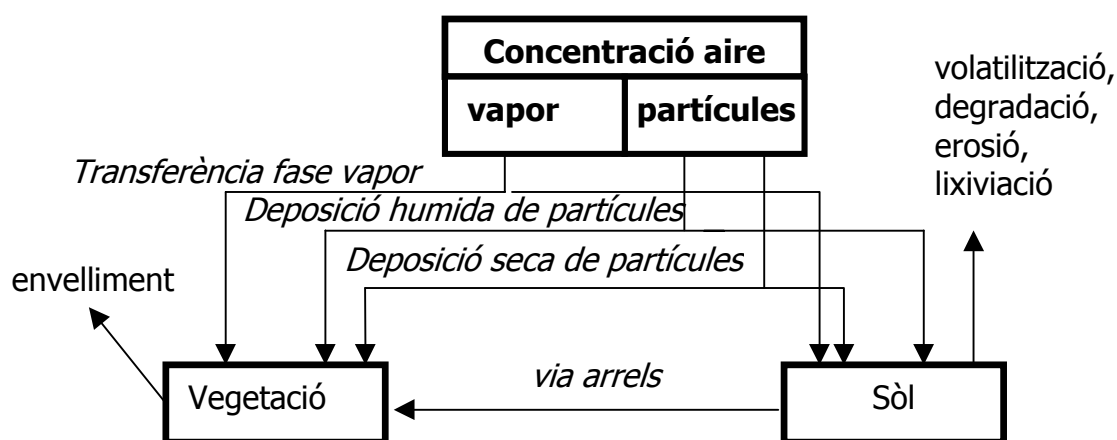 Concentració aire
vapor
partícules
volatilització,
degradació,
erosió,
lixiviació
Transferència fase vapor
Deposició humida de partícules
Deposició seca de partícules
envelliment
via arrels
Vegetació
Sòl